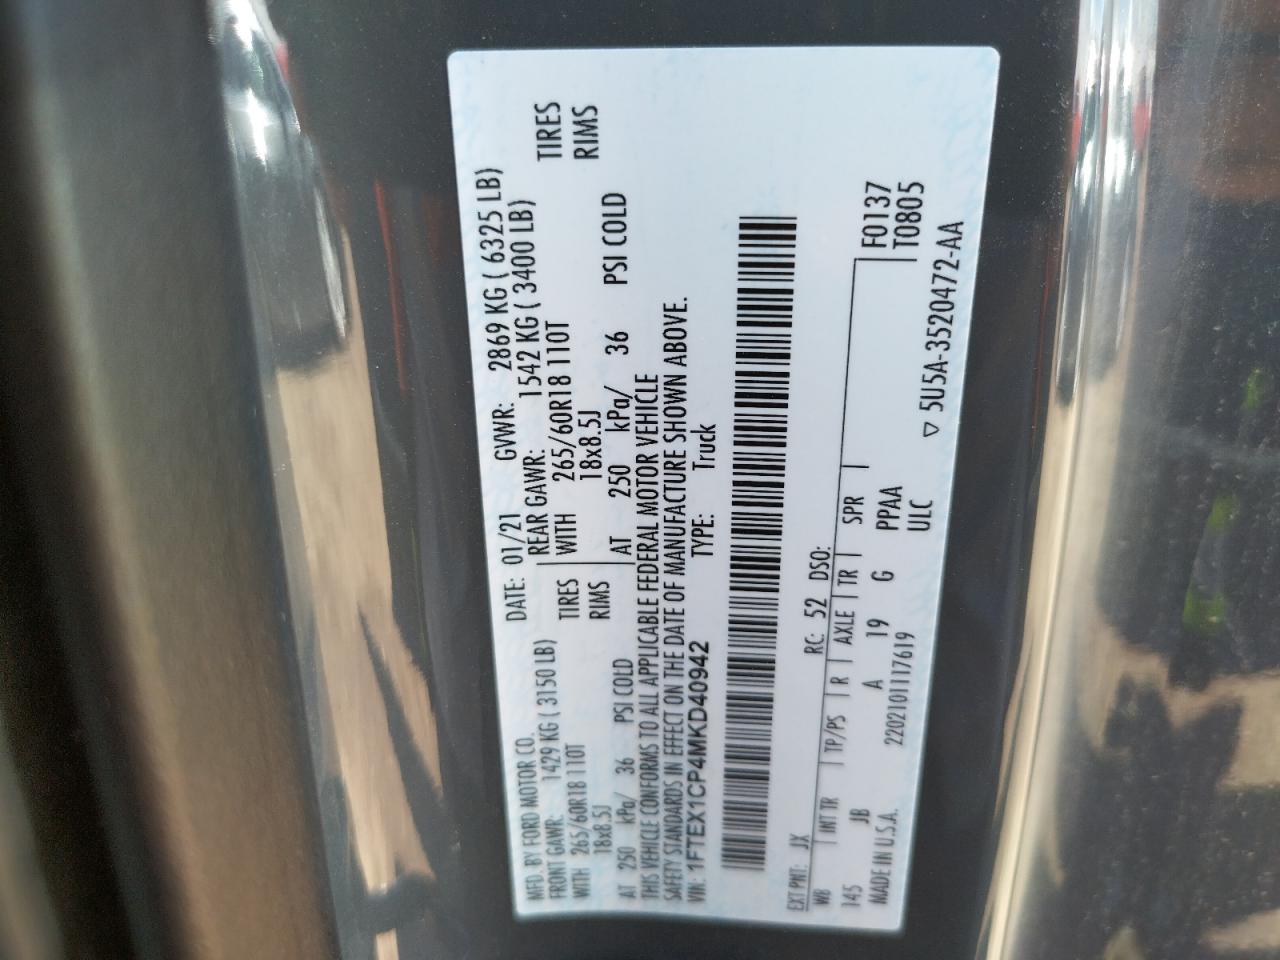 MFD. BY FORD MOTOR CO. DATE: 01/21 GVWR: 2869 KG ( 6325 LB)
FRONT GAWR: 1429 KG ( 3150 LB) REAR GAWR: 1542 KG ( 3400 LB)
WITH 265/60R18 110T TIRES WITH 265/60R18 110T TIRES
18x8.5J RIMS 18x8.5J RIMS
AT 250 kPa/ 36 PSI COLD AT 250 kPa/ 36 PSI COLD
THIS VEHICLE CONFORMS TO ALL APPLICABLE FEDERAL MOTOR VEHICLE
SAFETY STANDARDS IN EFFECT ON THE DATE OF MANUFACTURE SHOWN ABOVE.
VIN: 1FTEX1CP4MKD40942 TYPE: Truck
EXT PNT: JX RC: 52 DSO:
WB INT TR TP/PS R AXLE TR SPR F0137
145 JB A 19 G PPAA T0805
MADE IN U.S.A. 2202101117619 ULC
▽ 5U5A-3520472-AA